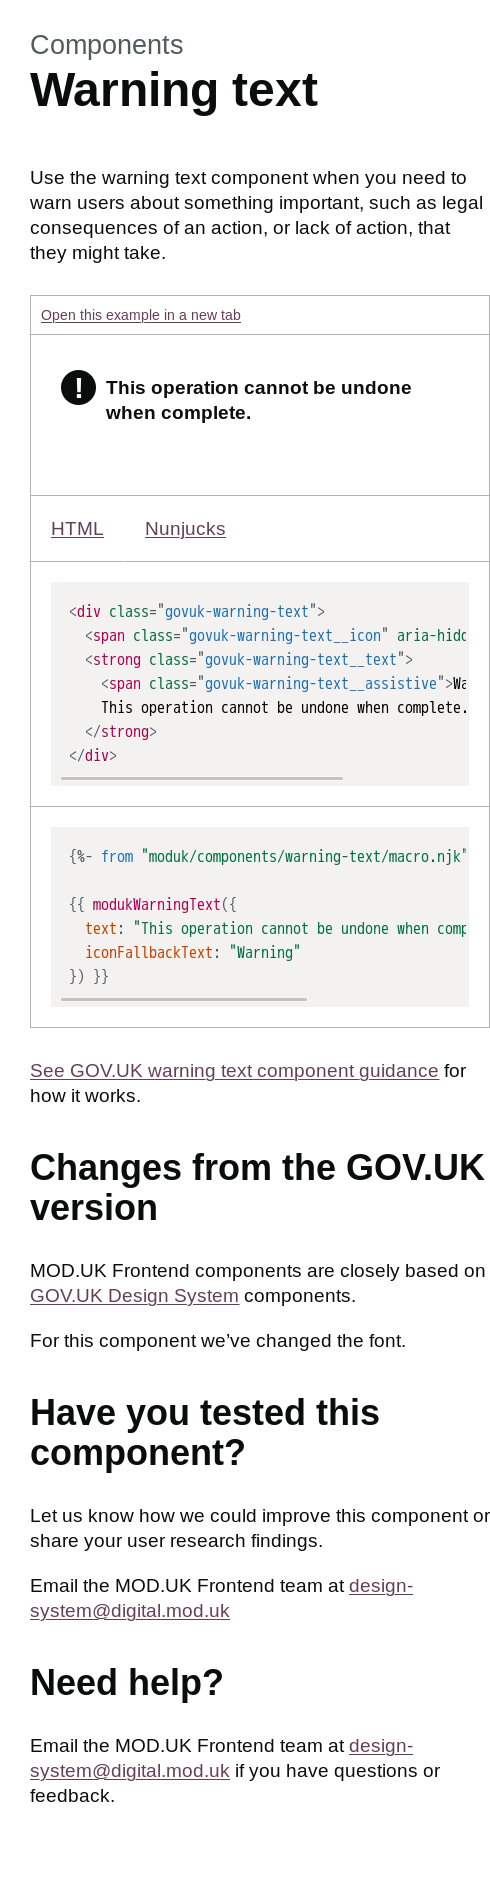 Components
Warning text
Use the warning text component when you need to
warn users about something important, such as legal
consequences of an action, or lack of action, that
they might take.
Open this example in a new tab
! This operation cannot be undone
when complete.
HTML Nunjucks
<div class="govuk-warning-text">
<span class="govuk-warning-text__icon"
<strong class="govuk-warning-text__text">
<span class="govuk-warning-text__assistive">
This operation cannot be undone when complete.
</strong>
</div>
{%- from "moduk/components/warning-text/macro.njk"
{{ modukWarningText({
text: "This operation cannot be undone when
iconFallbackText: "Warning"
}) }}
See GOV.UK warning text component guidance for
how it works.
Changes from the GOV.UK
version
MOD.UK Frontend components are closely based on
GOV.UK Design System components.
For this component we’ve changed the font.
Have you tested this
component?
Let us know how we could improve this component or
share your user research findings.
Email the MOD.UK Frontend team at design-
system@digital.mod.uk
Need help?
Email the MOD.UK Frontend team at design-
system@digital.mod.uk if you have questions or
feedback.